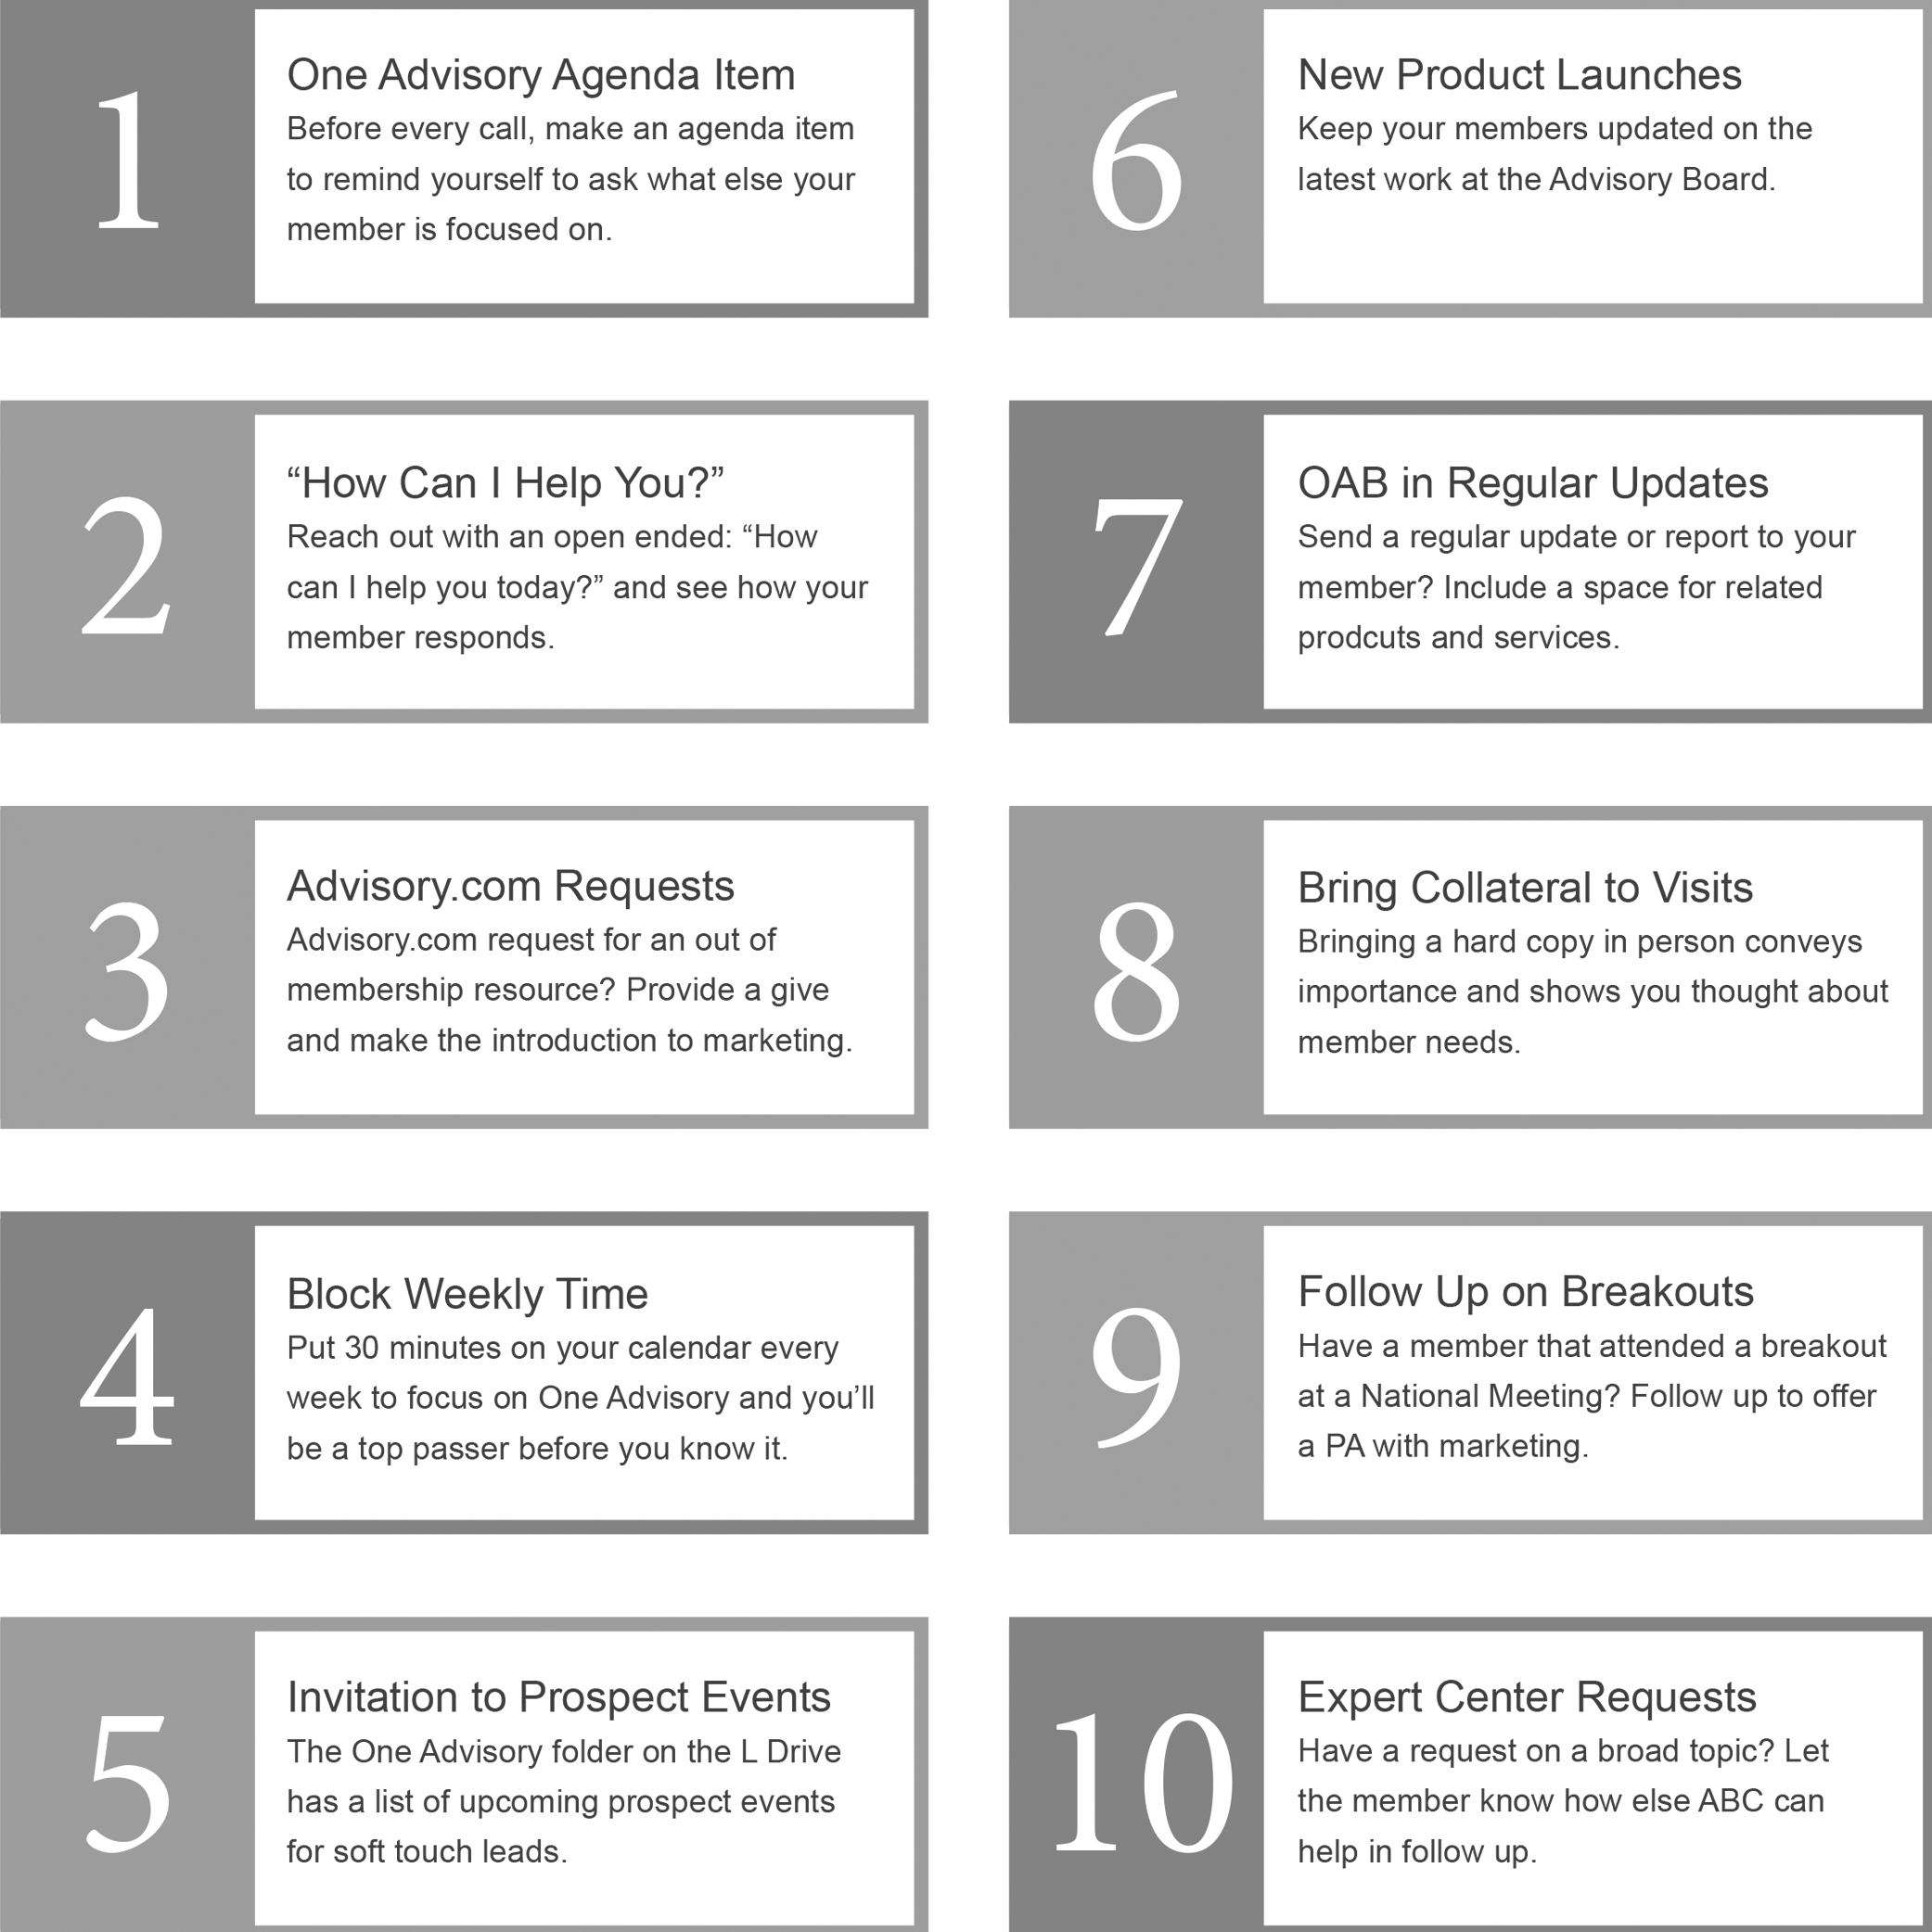 1
One Advisory Agenda Item
Before every call, make an agenda item
to remind yourself to ask what else your
member is focused on.
2
“How Can I Help You?”
Reach out with an open ended: “How
can I help you today?” and see how your
member responds.
3
Advisory.com Requests
Advisory.com request for an out of
membership resource? Provide a give
and make the introduction to marketing.
4
Block Weekly Time
Put 30 minutes on your calendar every
week to focus on One Advisory and you’ll
be a top passer before you know it.
5
Invitation to Prospect Events
The One Advisory folder on the L Drive
has a list of upcoming prospect events
for soft touch leads.
6
New Product Launches
Keep your members updated on the
latest work at the Advisory Board.
7
OAB in Regular Updates
Send a regular update or report to your
member? Include a space for related
prodcuts and services.
8
Bring Collateral to Visits
Bringing a hard copy in person conveys
importance and shows you thought about
member needs.
9
Follow Up on Breakouts
Have a member that attended a breakout
at a National Meeting? Follow up to offer
a PA with marketing.
10
Expert Center Requests
Have a request on a broad topic? Let
the member know how else ABC can
help in follow up.